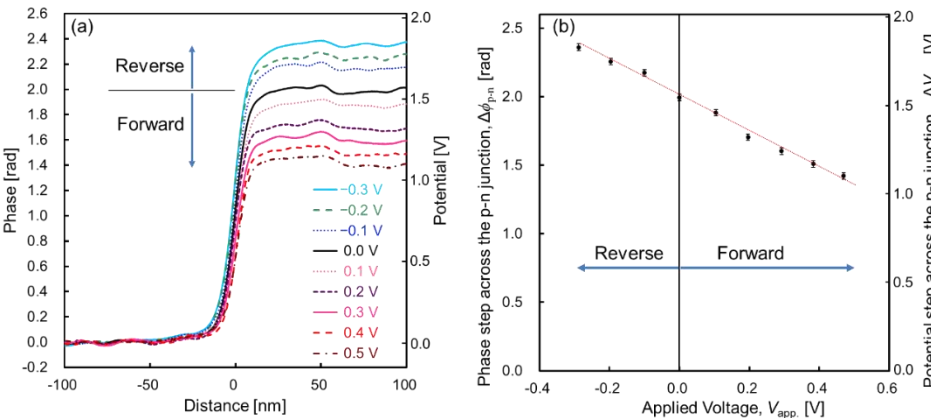 (a)
Reverse
Forward
−0.3 V
−0.2 V
−0.1 V
0.0 V
0.1 V
0.2 V
0.3 V
0.4 V
0.5 V
Phase [rad]
2.6
2.4
2.2
2.0
1.8
1.6
1.4
1.2
1.0
0.8
0.6
0.4
0.2
0.0
-0.2
-100
-50
0
50
100
Distance [nm]
2.0
1.5
1.0
0.5
0.0
Potential [V]
(b)
Reverse
Forward
Phase step across the p-n junction, Δϕp-n [rad]
2.5
2.0
1.5
1.0
0.5
0.0
-0.4
-0.2
0.0
0.2
0.4
0.6
Applied Voltage, Vapp. [V]
2.0
1.5
1.0
0.5
0.0
Potential step across the p-n junction, [V]